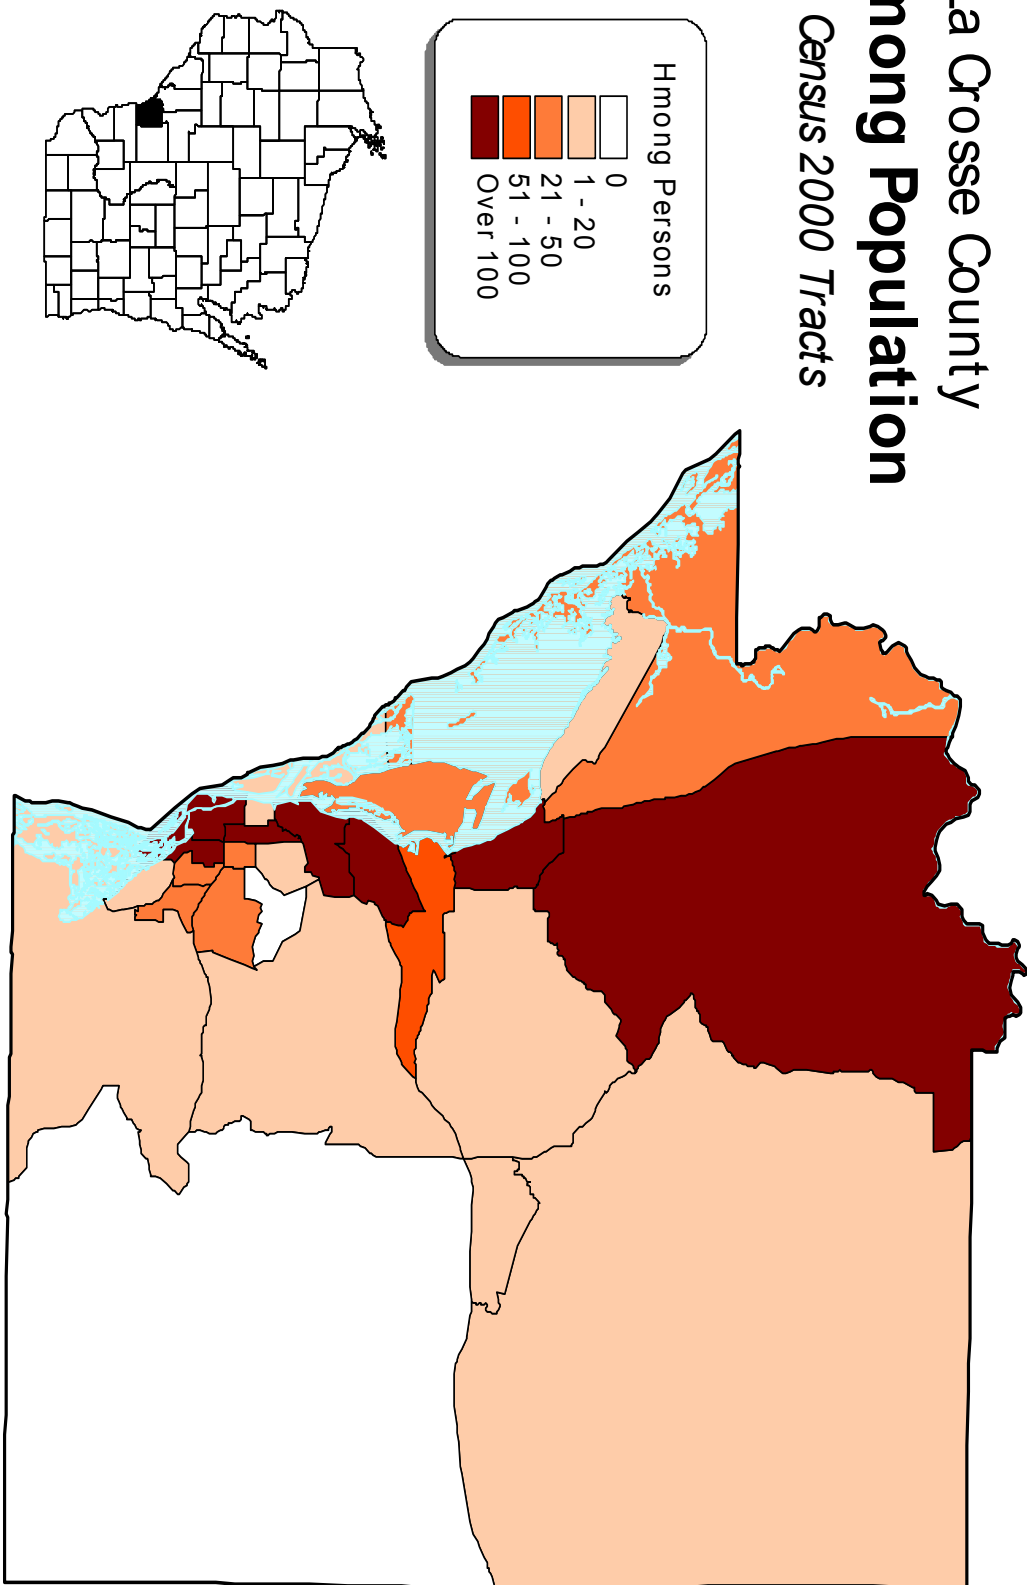 La Crosse County
mong Population
Census 2000 Tracts
Hmong Persons
0
1 - 20
21 - 50
51 - 100
Over 100